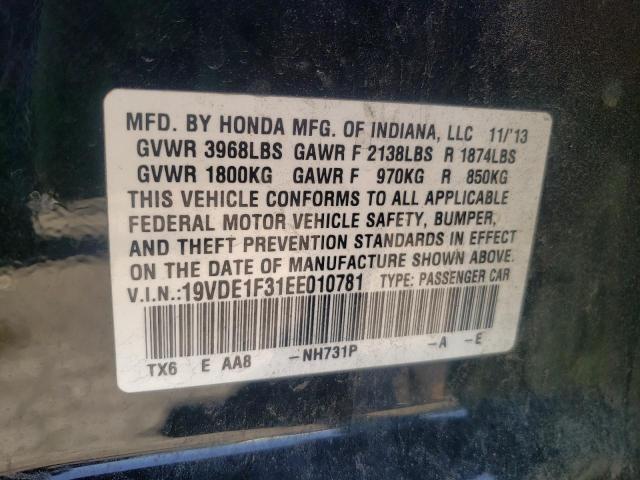 MFD. BY HONDA MFG. OF INDIANA, LLC 11/'13
GVWR 3968LBS GAWR F 2138LBS R 1874LBS
GVWR 1800KG GAWR F 970KG R 850KG
THIS VEHICLE CONFORMS TO ALL APPLICABLE
FEDERAL MOTOR VEHICLE SAFETY, BUMPER,
AND THEFT PREVENTION STANDARDS IN EFFECT
ON THE DATE OF MANUFACTURE SHOWN ABOVE.
V.I.N.:19VDE1F31EE010781 TYPE: PASSENGER CAR
TX6 E AA8 -NH731P -A -E